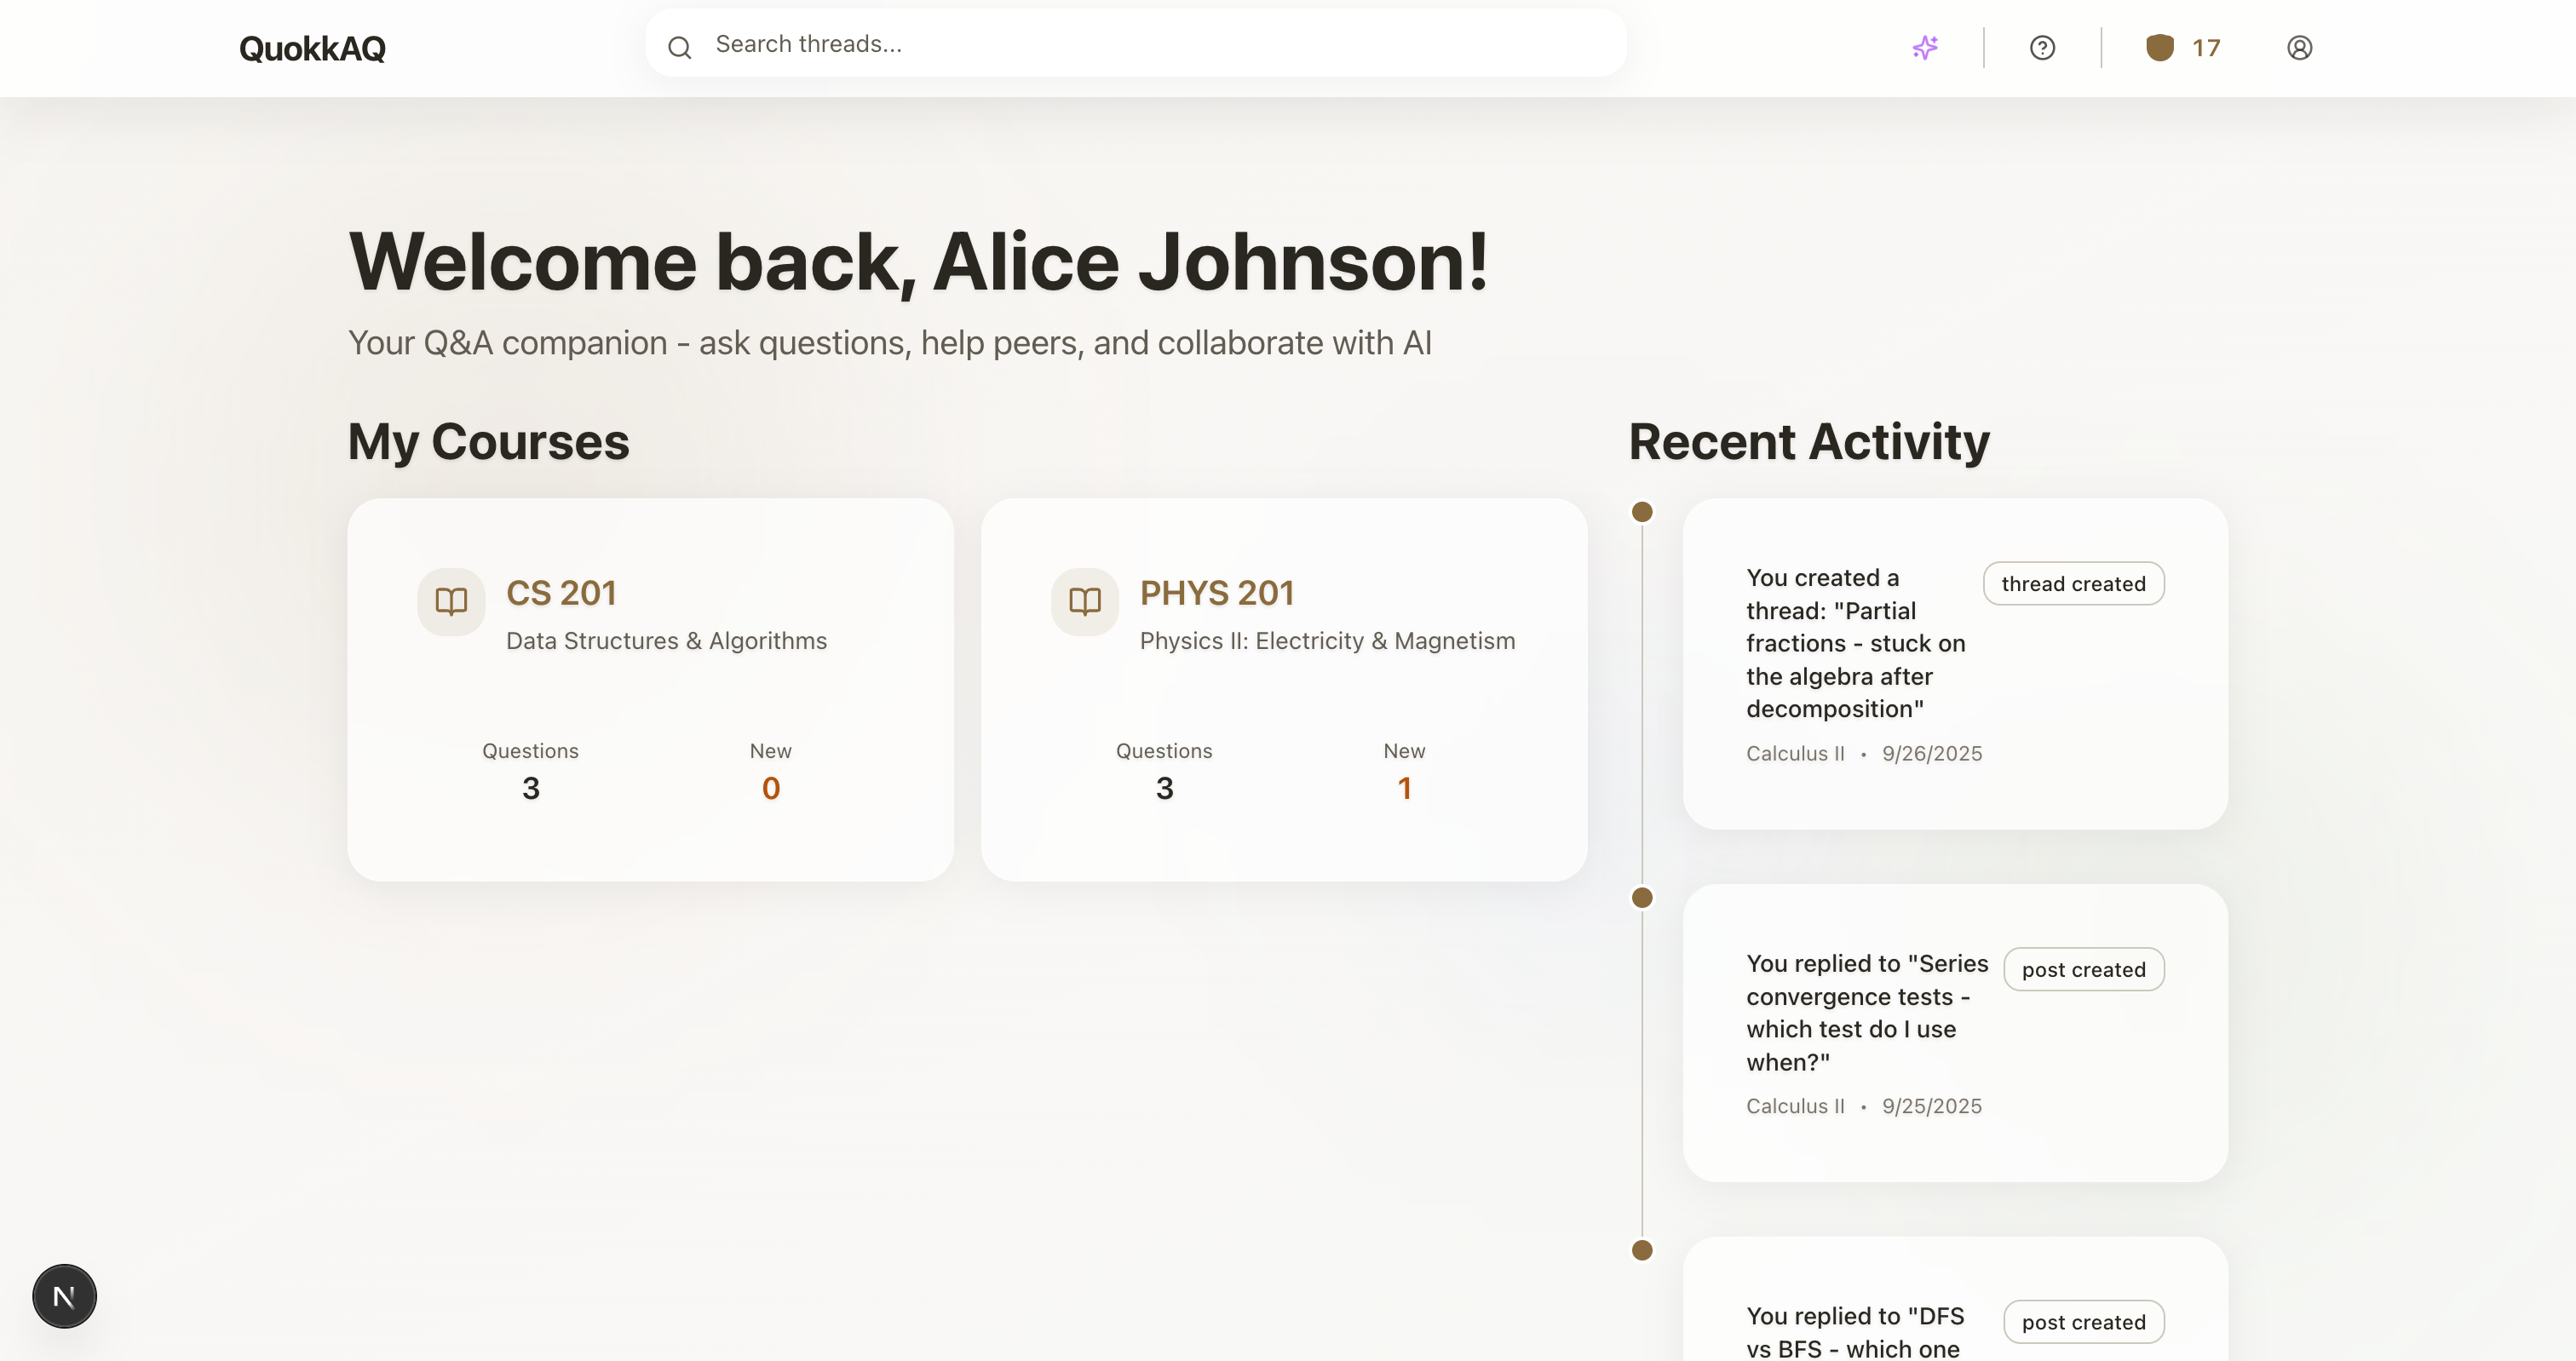 QuokkAQ
Search threads...
17
Welcome back, Alice Johnson!
Your Q&A companion - ask questions, help peers, and collaborate with AI
My Courses
CS 201
Data Structures & Algorithms
Questions
3
New
0
PHYS 201
Physics II: Electricity & Magnetism
Questions
3
New
1
Recent Activity
You created a
thread: "Partial
fractions - stuck on
the algebra after
decomposition"
thread created
Calculus II • 9/26/2025
You replied to "Series
convergence tests -
which test do I use
when?"
post created
Calculus II • 9/25/2025
You replied to "DFS
vs BFS - which one
post created
N